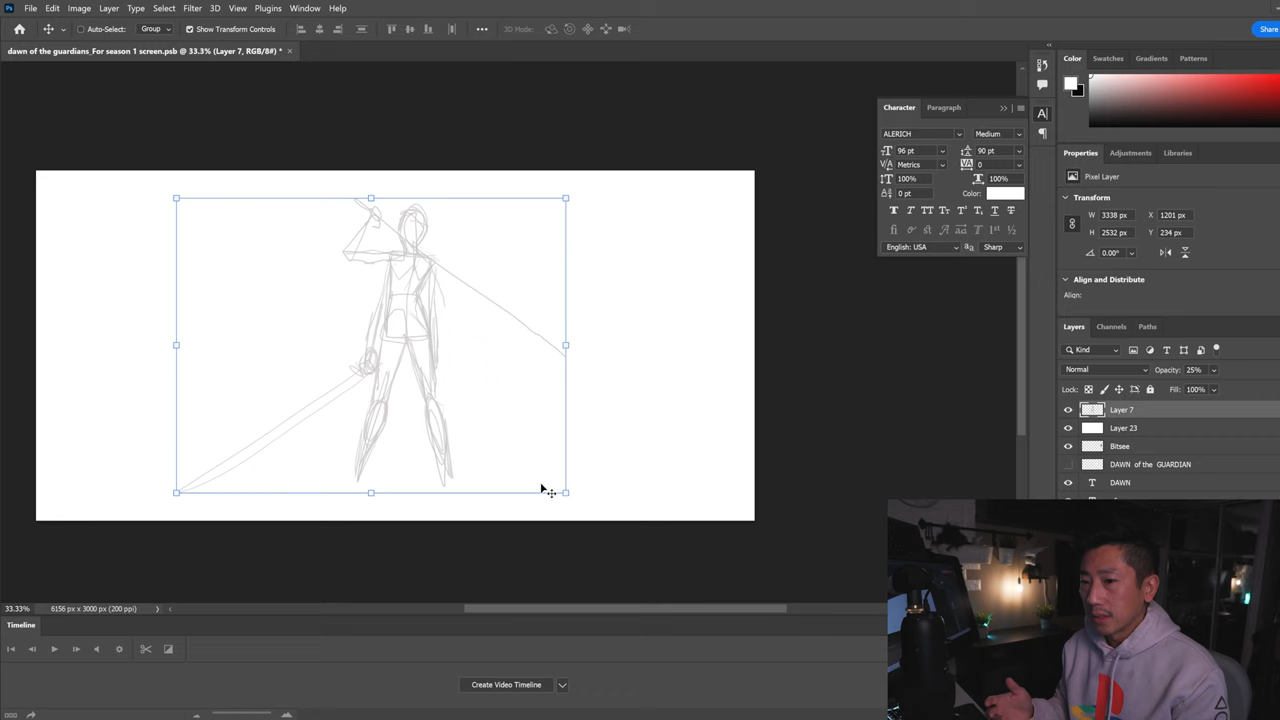 Ps File Edit Image Layer Type Select Filter 3D View Plugins Window Help
Auto-Select: Group Show Transform Controls 3D Mode: Share
dawn of the guardians_For season 1 screen.psb @ 33.3% (Layer 7, RGB/8#) *
Color Swatches Gradients Patterns
Character Paragraph
ALERICH Medium
96 pt 90 pt
Metrics 0
100% 100%
0 pt Color:
English: USA Sharp
Properties Adjustments Libraries
Pixel Layer
Transform
W 3338 px X 1201 px
H 2532 px Y 234 px
0.00°
Align and Distribute
Align:
Layers Channels Paths
Kind
Normal Opacity: 25%
Lock: Fill: 100%
Layer 7
Layer 23
Bitsee
DAWN of the GUARDIAN
DAWN
33.33% 6156 px x 3000 px (200 ppi)
Timeline
Create Video Timeline